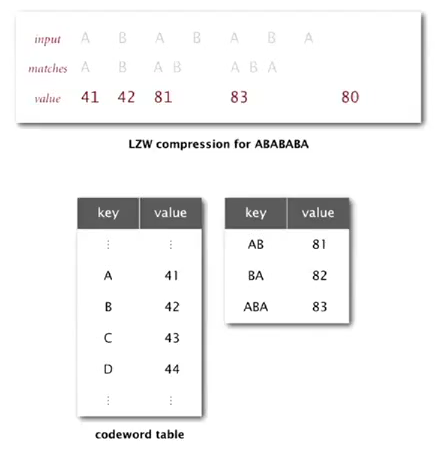 input A B A B A B A
matches A B A B A B A
value 41 42 81 83 80
LZW compression for ABABABA
key value
⋮ ⋮
A 41
B 42
C 43
D 44
⋮ ⋮
codeword table
key value
AB 81
BA 82
ABA 83